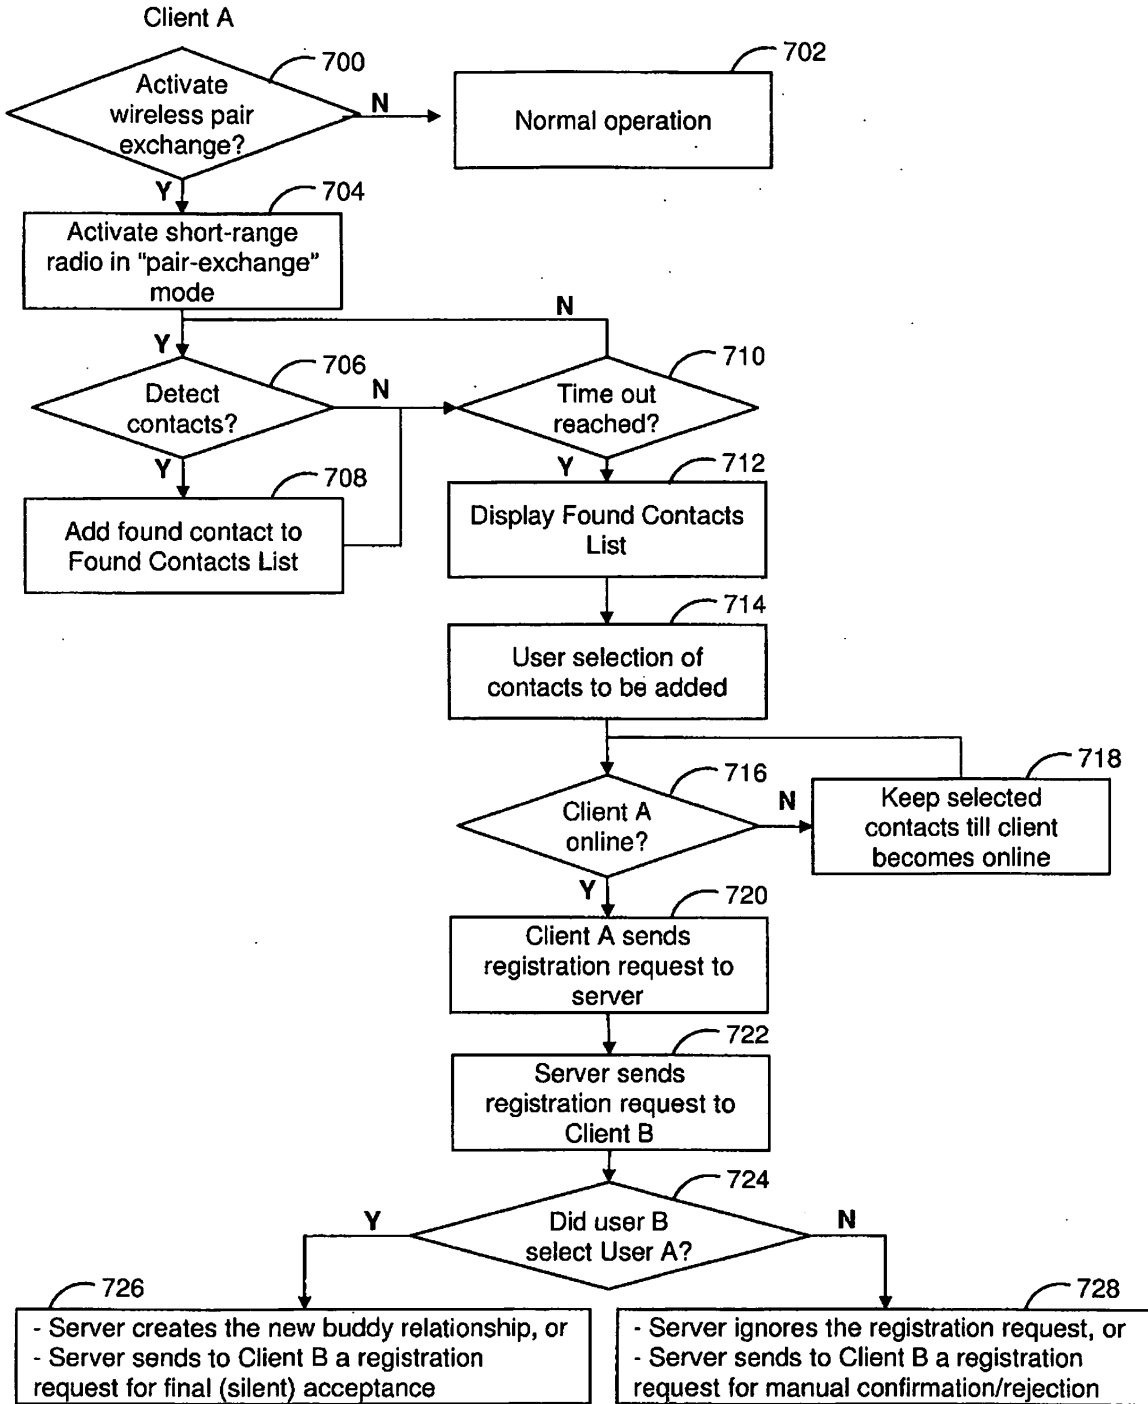 Client A
700
Activate
wireless pair
exchange?
N
702
Normal operation
Y
704
Activate short-range
radio in "pair-exchange"
mode
N
Y
706
Detect
contacts?
N
710
Time out
reached?
Y
708
Add found contact to
Found Contacts List
Y
712
Display Found Contacts
List
714
User selection of
contacts to be added
716
Client A
online?
N
718
Keep selected
contacts till client
becomes online
Y
720
Client A sends
registration request to
server
722
Server sends
registration request to
Client B
724
Did user B
select User A?
Y
N
726
- Server creates the new buddy relationship, or
- Server sends to Client B a registration
request for final (silent) acceptance
728
- Server ignores the registration request, or
- Server sends to Client B a registration
request for manual confirmation/rejection